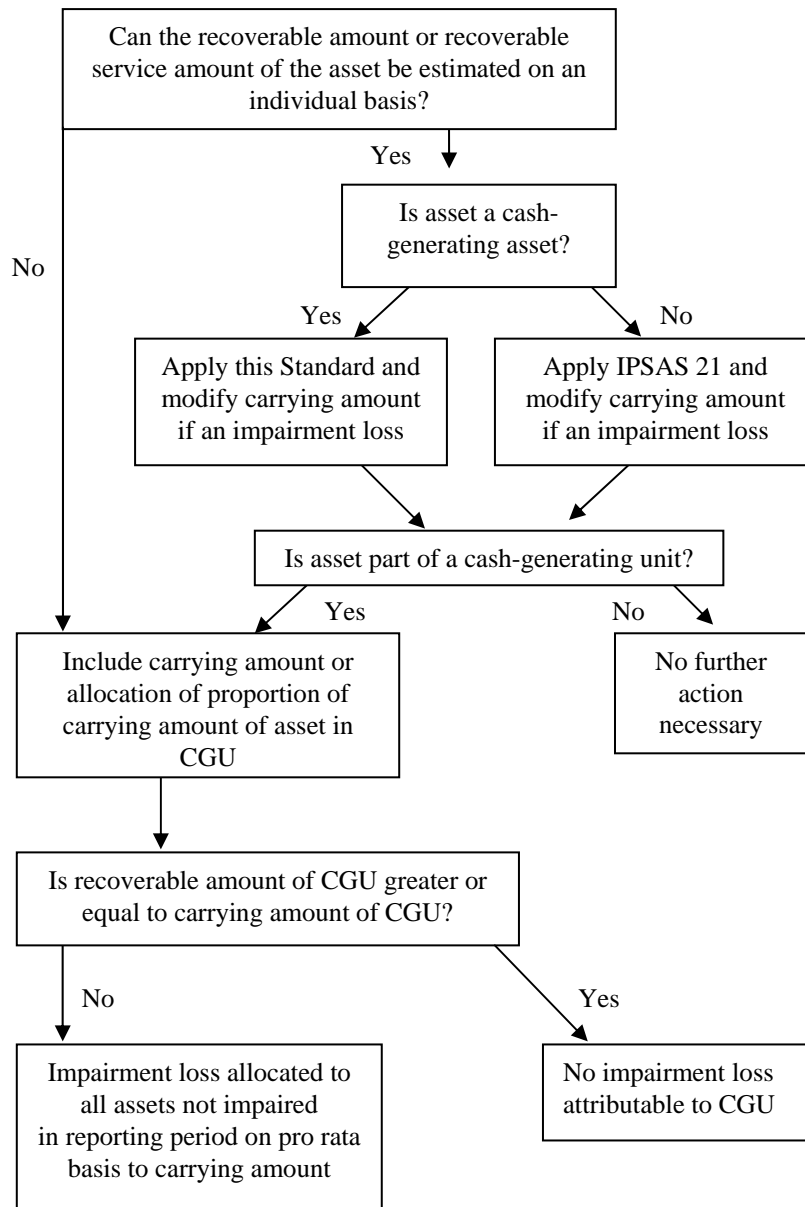 Can the recoverable amount or recoverable
service amount of the asset be estimated on an
individual basis?
Yes
Is asset a cash-
generating asset?
No
Yes
No
Apply this Standard and
modify carrying amount
if an impairment loss
Apply IPSAS 21 and
modify carrying amount
if an impairment loss
Is asset part of a cash-generating unit?
Yes
No
Include carrying amount or
allocation of proportion of
carrying amount of asset in
CGU
No further
action
necessary
Is recoverable amount of CGU greater or
equal to carrying amount of CGU?
No
Yes
Impairment loss allocated to
all assets not impaired
in reporting period on pro rata
basis to carrying amount
No impairment loss
attributable to CGU